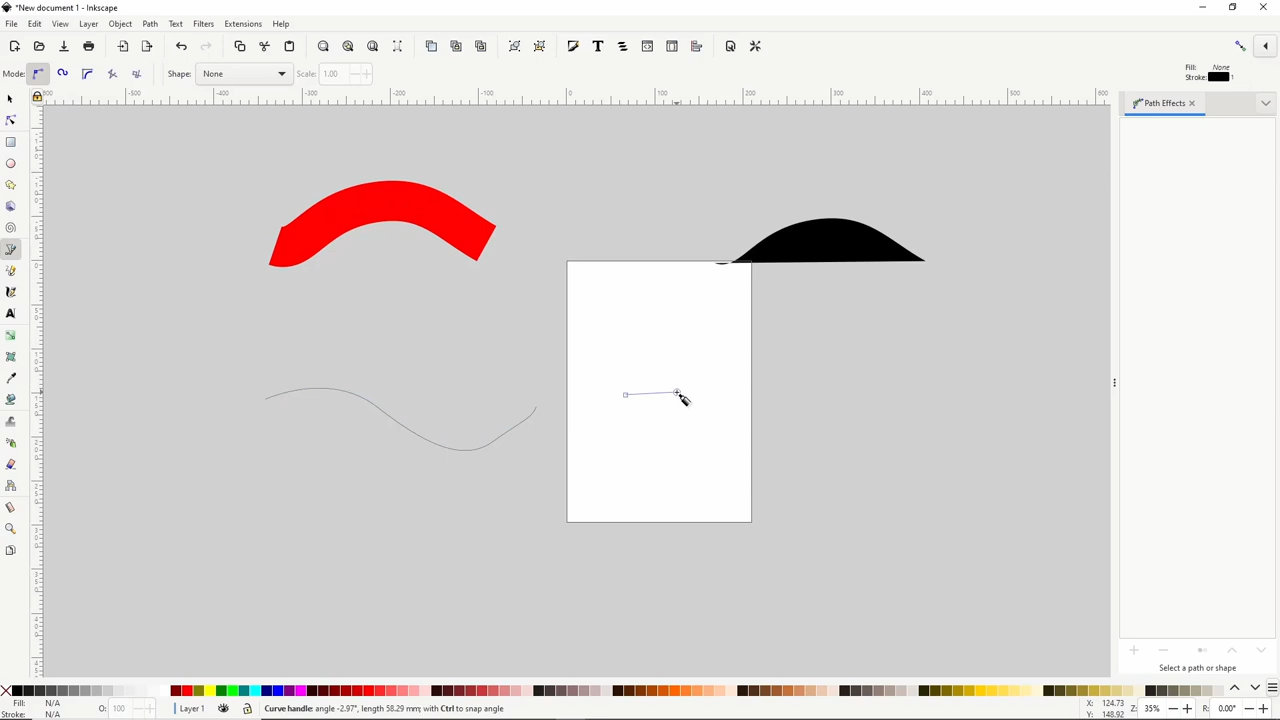 *New document 1 - Inkscape
File Edit View Layer Object Path Text Filters Extensions Help
Mode: Shape: None Scale: 1.00
Fill: None
Stroke: 1
-500 -400 -300 -200 -100 0 100 200 300 400 500 600
Path Effects
Select a path or shape
Fill: N/A
Stroke: N/A
O: 100
Layer 1
Curve handle: angle -2.97°, length 58.29 mm; with Ctrl to snap angle
X: 124.73
Y: 148.92
Z: 35%
R: 0.00°